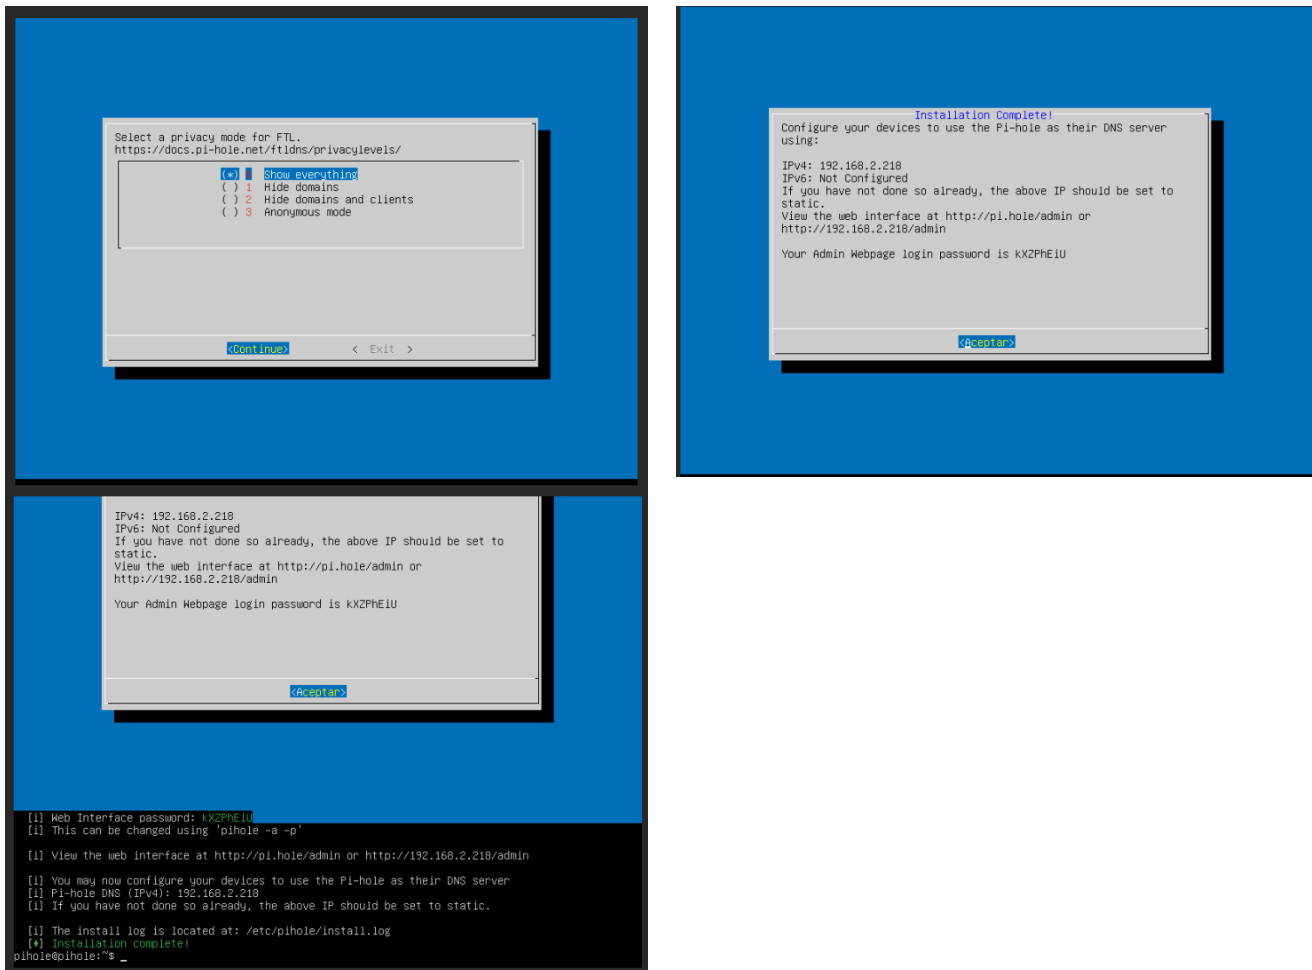 Select a privacy mode for FTL.
https://docs.pi-hole.net/ftldns/privacylevels/
(*) 0 Show everything
( ) 1 Hide domains
( ) 2 Hide domains and clients
( ) 3 Anonymous mode
<Continue> < Exit >
Installation Complete!
Configure your devices to use the Pi-hole as their DNS server
using:
IPv4: 192.168.2.218
IPv6: Not Configured
If you have not done so already, the above IP should be set to
static.
View the web interface at http://pi.hole/admin or
http://192.168.2.218/admin
Your Admin Webpage login password is kXZPhEiU
<Aceptar>
IPv4: 192.168.2.218
IPv6: Not Configured
If you have not done so already, the above IP should be set to
static.
View the web interface at http://pi.hole/admin or
http://192.168.2.218/admin
Your Admin Webpage login password is kXZPhEiU
<Aceptar>
[i] Web Interface password: kXZPhEiU
[i] This can be changed using 'pihole -a -p'
[i] View the web interface at http://pi.hole/admin or http://192.168.2.218/admin
[i] You may now configure your devices to use the Pi-hole as their DNS server
[i] Pi-hole DNS (IPv4): 192.168.2.218
[i] If you have not done so already, the above IP should be set to static.
[i] The install log is located at: /etc/pihole/install.log
[♦] Installation complete!
pihole@pihole:~$ _